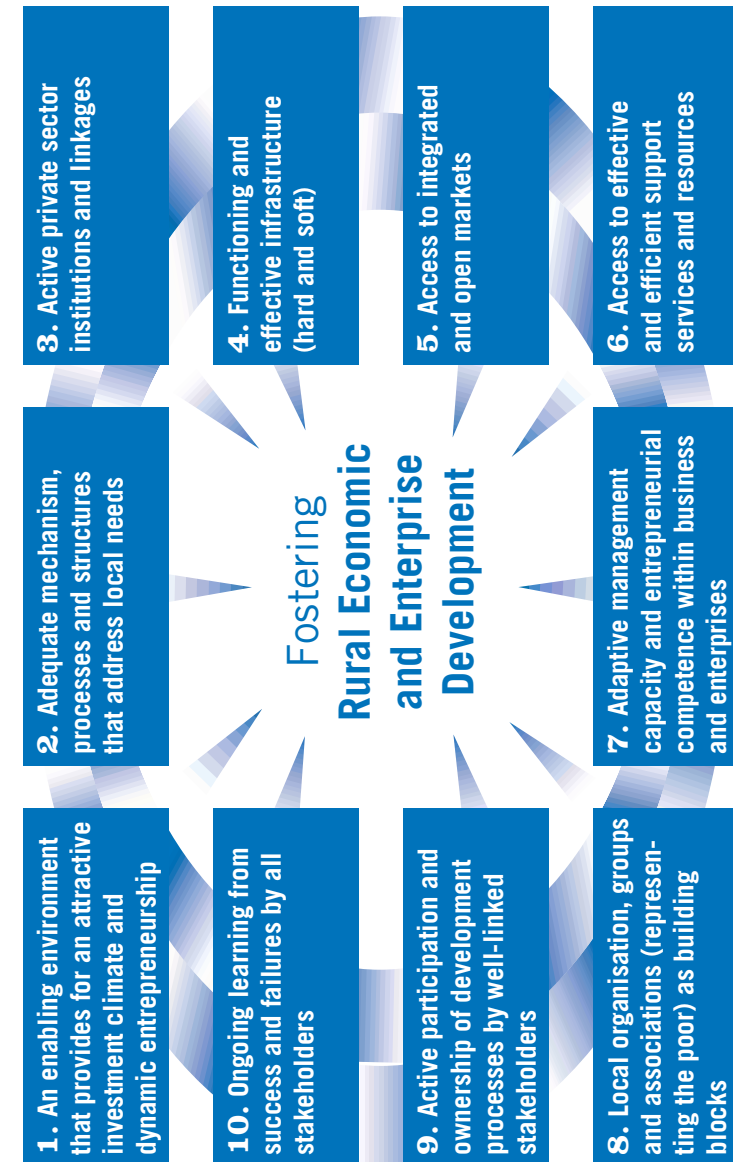 1. An enabling environment
that provides for an attractive
investment climate and
dynamic entrepreneurship
2. Adequate mechanism,
processes and structures
that address local needs
3. Active private sector
institutions and linkages
4. Functioning and
effective infrastructure
(hard and soft)
5. Access to integrated
and open markets
6. Access to effective
and efficient support
services and resources
7. Adaptive management
capacity and entrepreneurial
competence within business
and enterprises
8. Local organisation, groups
and associations (represen-
ting the poor) as building
blocks
9. Active participation and
ownership of development
processes by well-linked
stakeholders
10. Ongoing learning from
success and failures by all
stakeholders
Fostering
Rural Economic
and Enterprise
Development